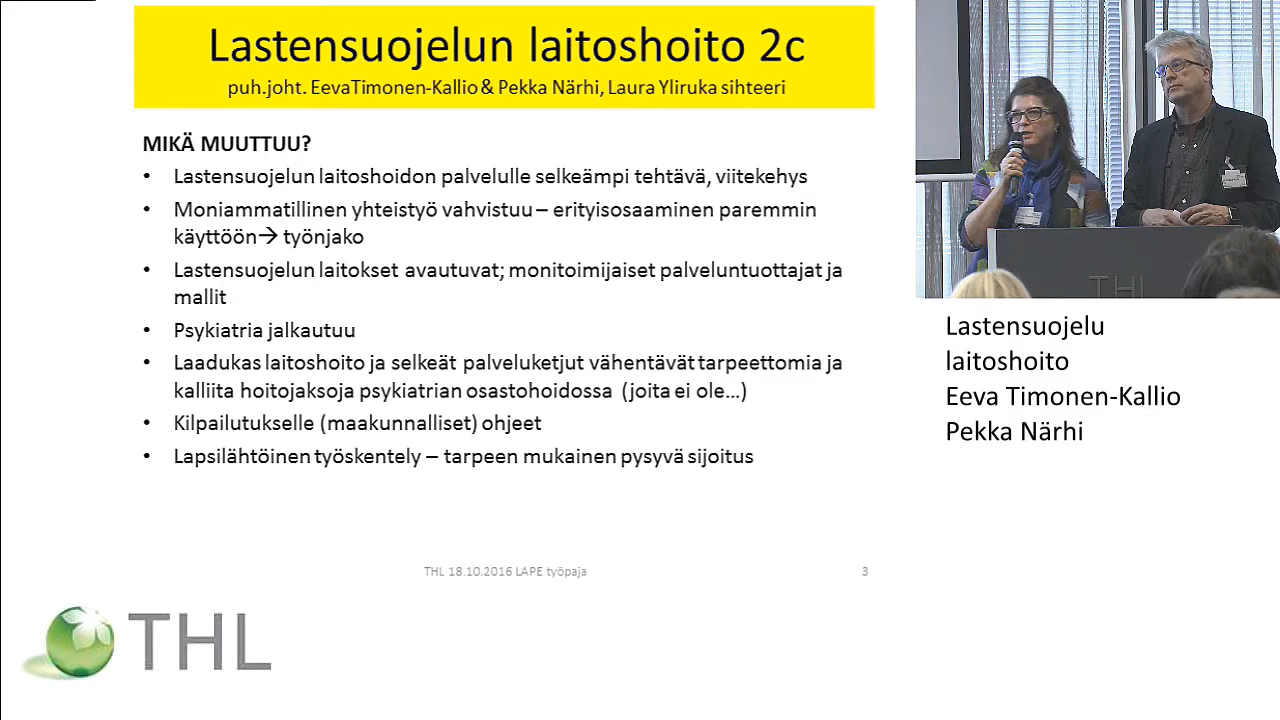 Lastensuojelun laitoshoito 2c
puh.joht. EevaTimonen-Kallio & Pekka Närhi, Laura Yliruka sihteeri
MIKÄ MUUTTUU?
• Lastensuojelun laitoshoidon palvelulle selkeämpi tehtävä, viitekehys
• Moniammatillinen yhteistyö vahvistuu – erityisosaaminen paremmin
käyttöön→ työnjako
• Lastensuojelun laitokset avautuvat; monitoimijaiset palveluntuottajat ja
mallit
• Psykiatria jalkautuu
• Laadukas laitoshoito ja selkeät palveluketjut vähentävät tarpeettomia ja
kalliita hoitojaksoja psykiatrian osastohoidossa (joita ei ole…)
• Kilpailutukselle (maakunnalliset) ohjeet
• Lapsilähtöinen työskentely – tarpeen mukainen pysyvä sijoitus
THL 18.10.2016 LAPE työpaja
3
THL
THL
Lastensuojelu
laitoshoito
Eeva Timonen-Kallio
Pekka Närhi